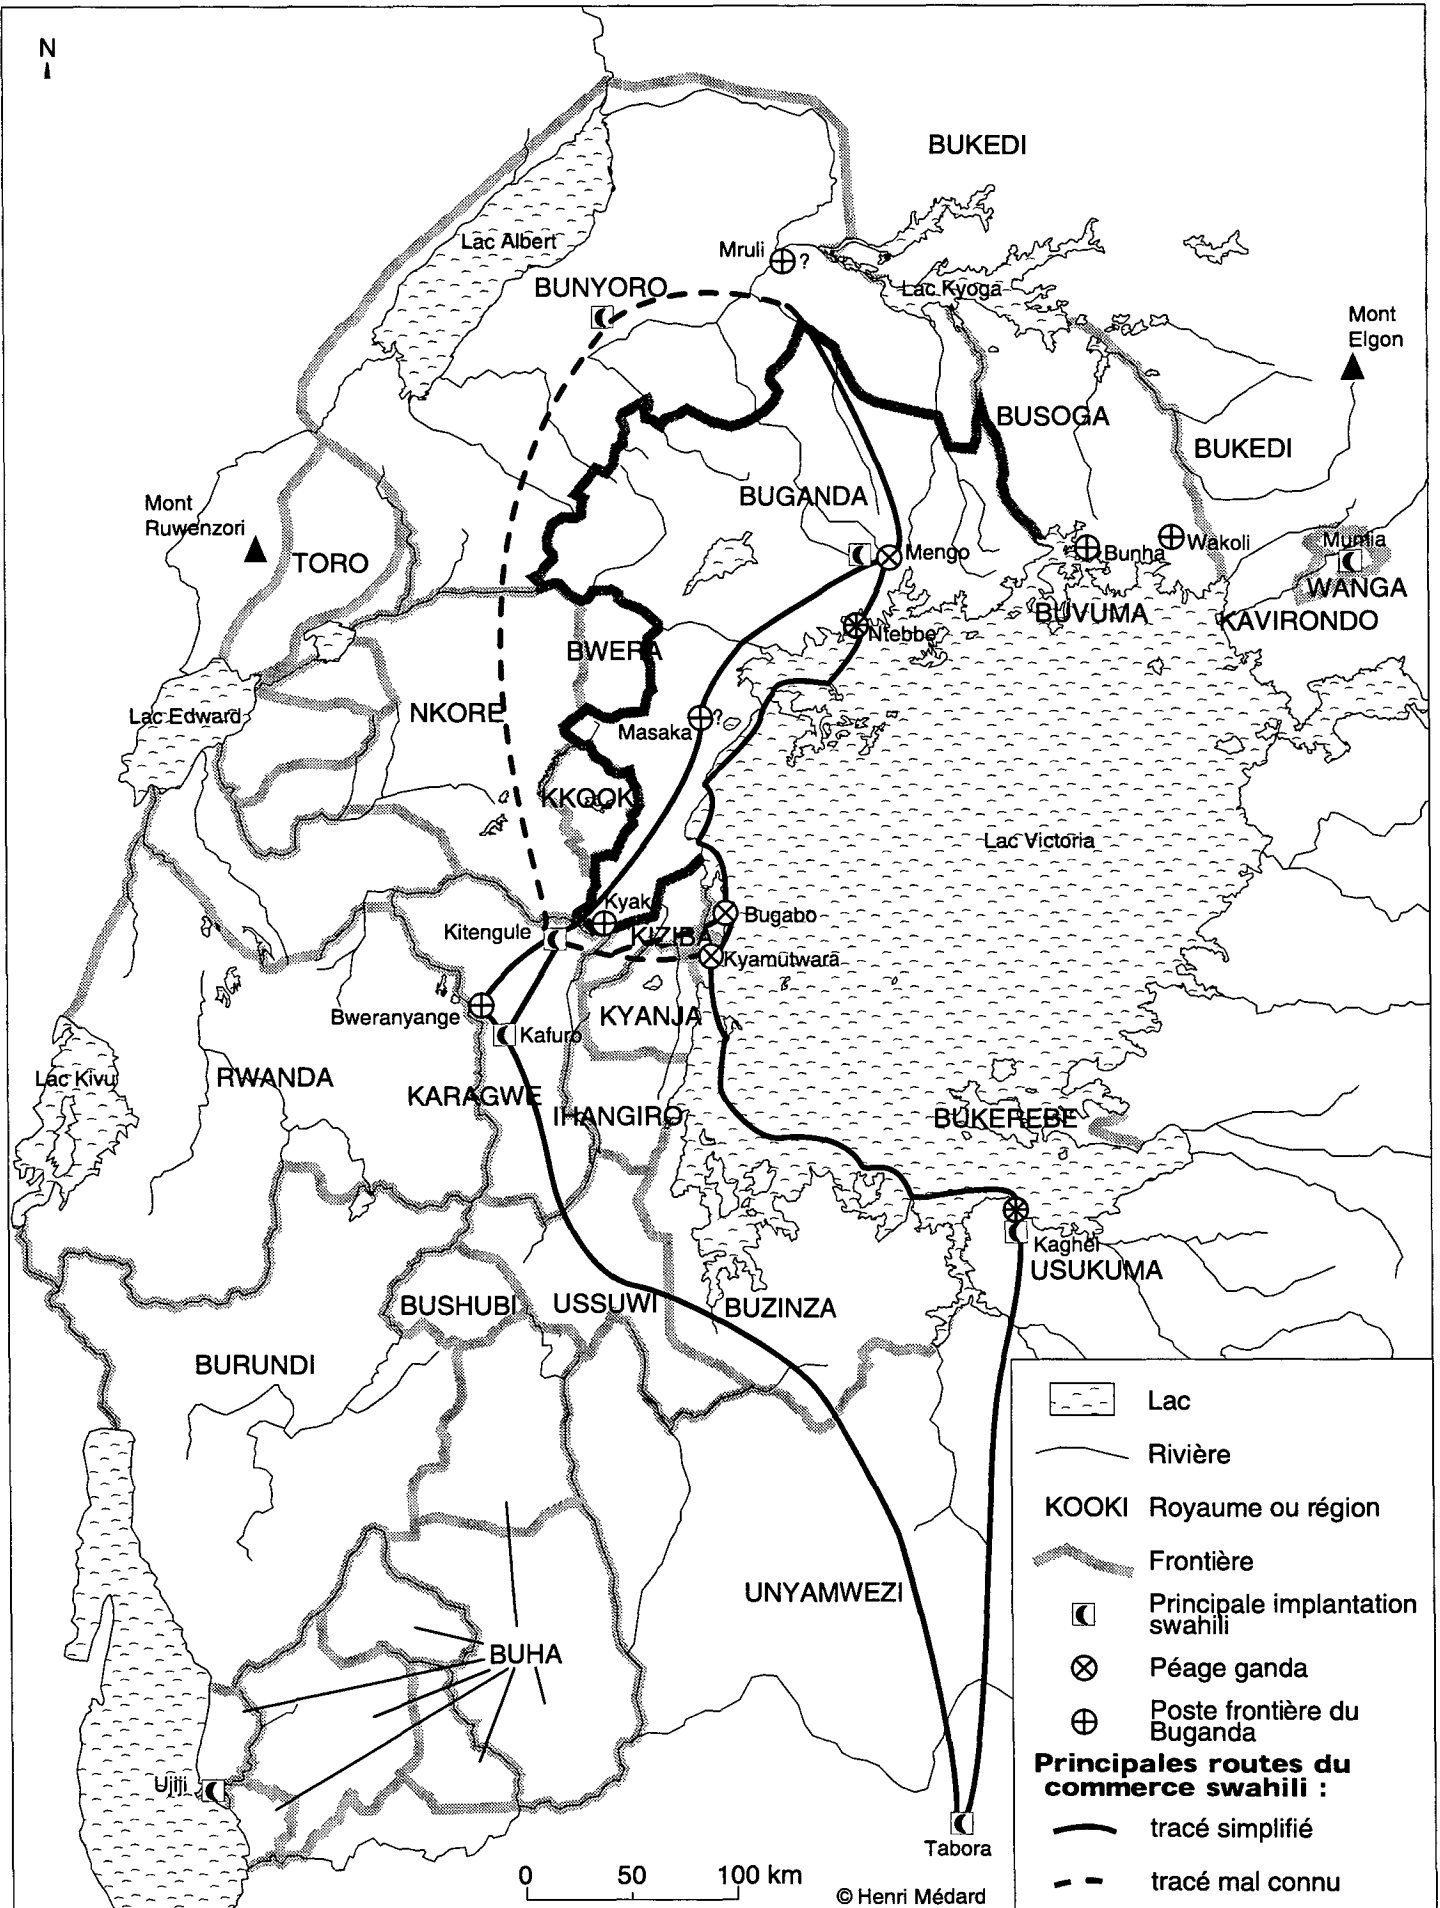 N
BUKEDI
Lac Albert
Mruli
?
BUNYORO
Lac Kyoga
Mont
Elgon
BUSOGA
BUKEDI
Mont
Ruwenzori
BUGANDA
TORO
Mengo
Bunha
Wakoli
Mumia
WANGA
BUVUMA
KAVIRONDO
Ntebbe
BWERA
NKORE
Lac Edward
Masaka
?
KKOOKI
Lac Victoria
Kyaka
Bugabo
Kitengule
KIZIBA
Kyamutwara
Bweranyange
KYANJA
Kafuro
Lac Kivu
RWANDA
KARAGWE
IHANGIRO
BUKEREBE
Kaghei
USUKUMA
BUSHUBI
USSUWI
BUZINZA
BURUNDI
UNYAMWEZI
BUHA
Ujiji
Tabora
0 50 100 km
© Henri Médard
Lac
Rivière
KOOKI Royaume ou région
Frontière
Principale implantation
swahili
Péage ganda
Poste frontière du
Buganda
Principales routes du
commerce swahili :
tracé simplifié
tracé mal connu